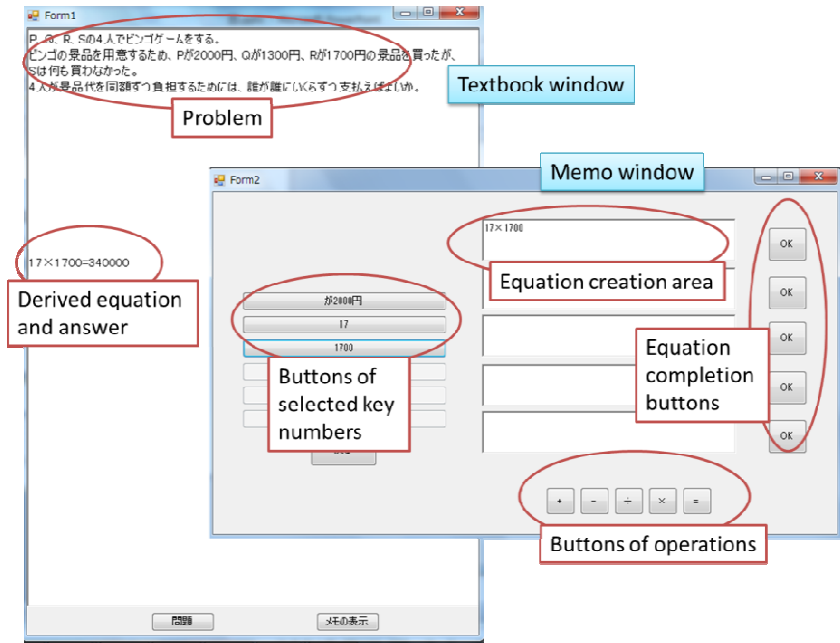 Form1
P、Q、R、Sの4人でビンゴゲームをする。
ビンゴの景品を用意するため、Pが2000円、Qが1300円、Rが1700円の景品を買ったが、
Sは何も買わなかった。
4人が景品代を同額ずつ負担するためには、誰が誰にいくらずつ支払えばよいか。
Textbook window
Problem
Memo window
Form2
17×1700
OK
Equation creation area
17×1700=340000
Derived equation
and answer
OK
が2000円
17
1700
OK
Buttons of
selected key
numbers
Equation
completion
buttons
OK
OK
+
-
÷
×
=
Buttons of operations
問題
メモの表示